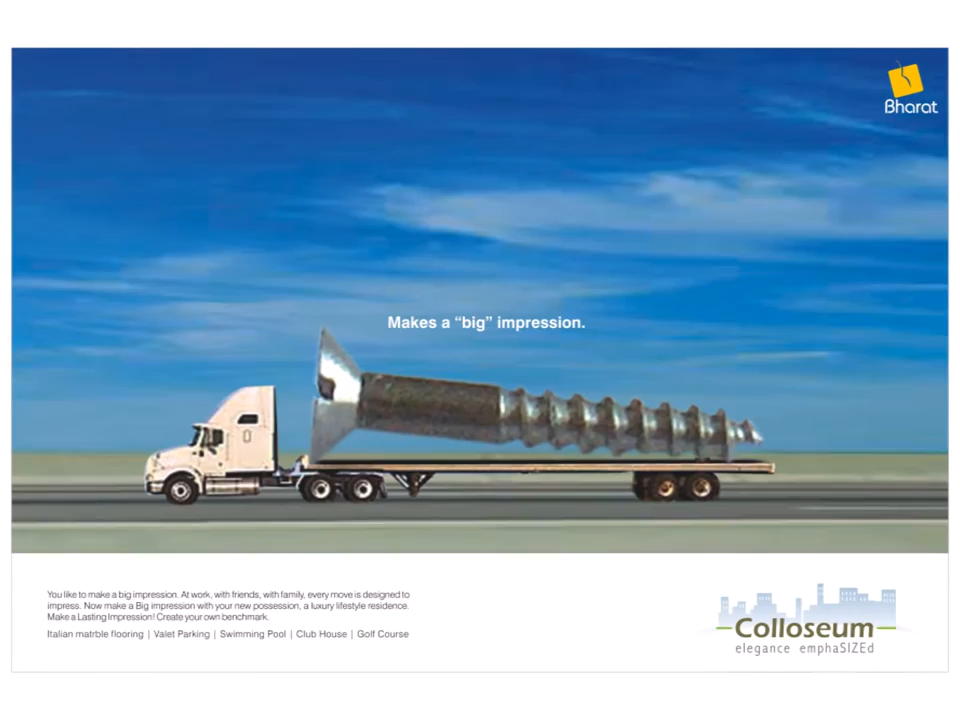 Bharat
Makes a “big” impression.
You like to make a big impression. At work, with friends, with family, every move is designed to
impress. Now make a Big impression with your new possession, a luxury lifestyle residence.
Make a Lasting Impression! Create your own benchmark.
Italian matrble flooring | Valet Parking | Swimming Pool | Club House | Golf Course
Colloseum
elegance emphaSIZEd